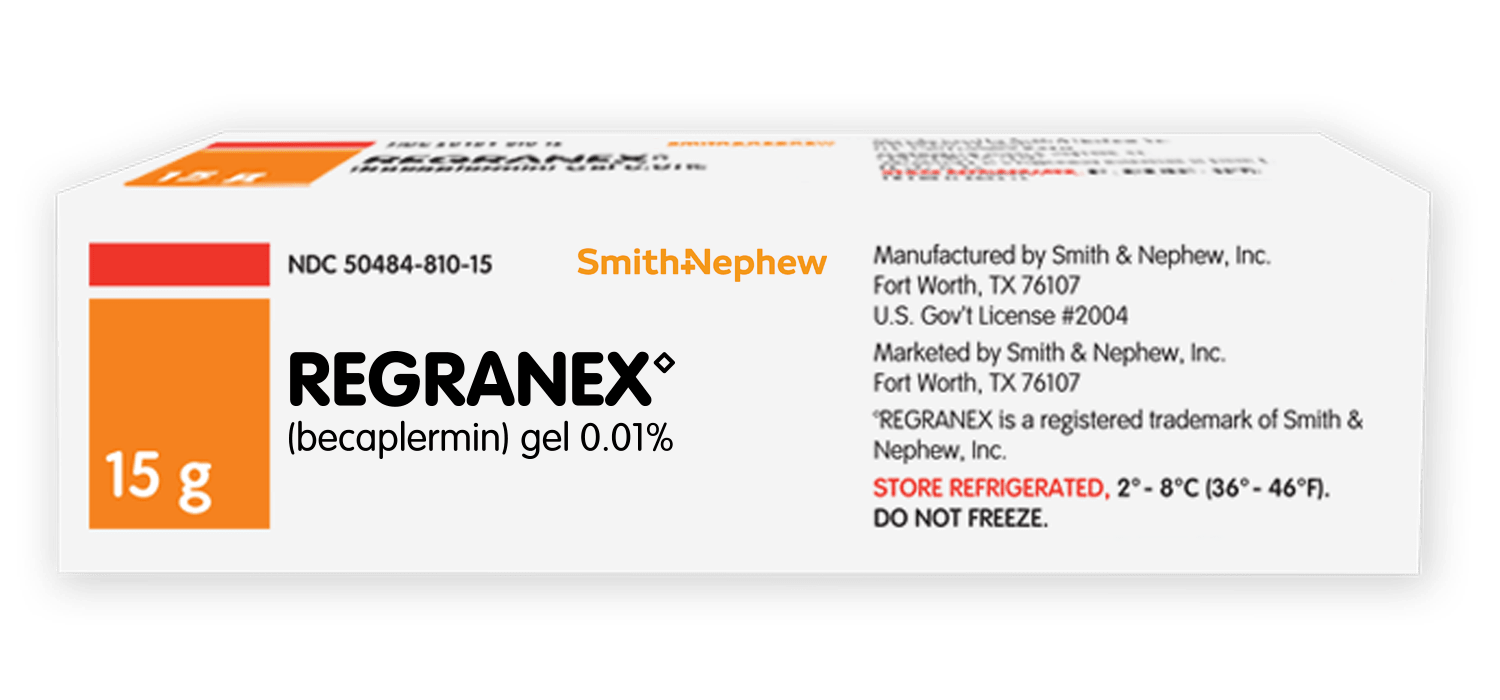 15 g
REGRANEX
NDC 50484-810-15
Smith+Nephew
REGRANEX◊
(becaplermin) gel 0.01%
15 g
Manufactured by Smith & Nephew, Inc.
Fort Worth, TX 76107
U.S. Gov't License #2004
Marketed by Smith & Nephew, Inc.
Fort Worth, TX 76107
◊REGRANEX is a registered trademark of Smith &
Nephew, Inc.
STORE REFRIGERATED, 2° - 8°C (36° - 46°F).
DO NOT FREEZE.